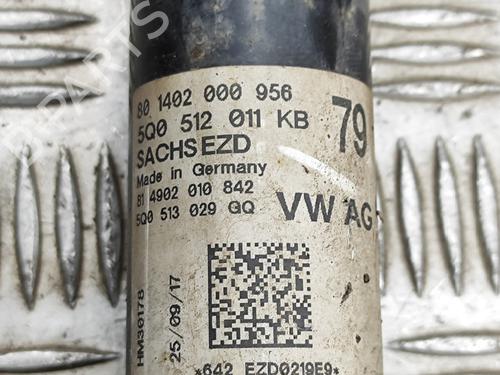 80 1402 000 956
5Q0 512 011 KB
79
SACHS EZD
Made in Germany
81 4902 010 842
5Q0 513 029 GQ
VW AG
HM30178
25/09/17
*642 EZD0219E9*
PARTS